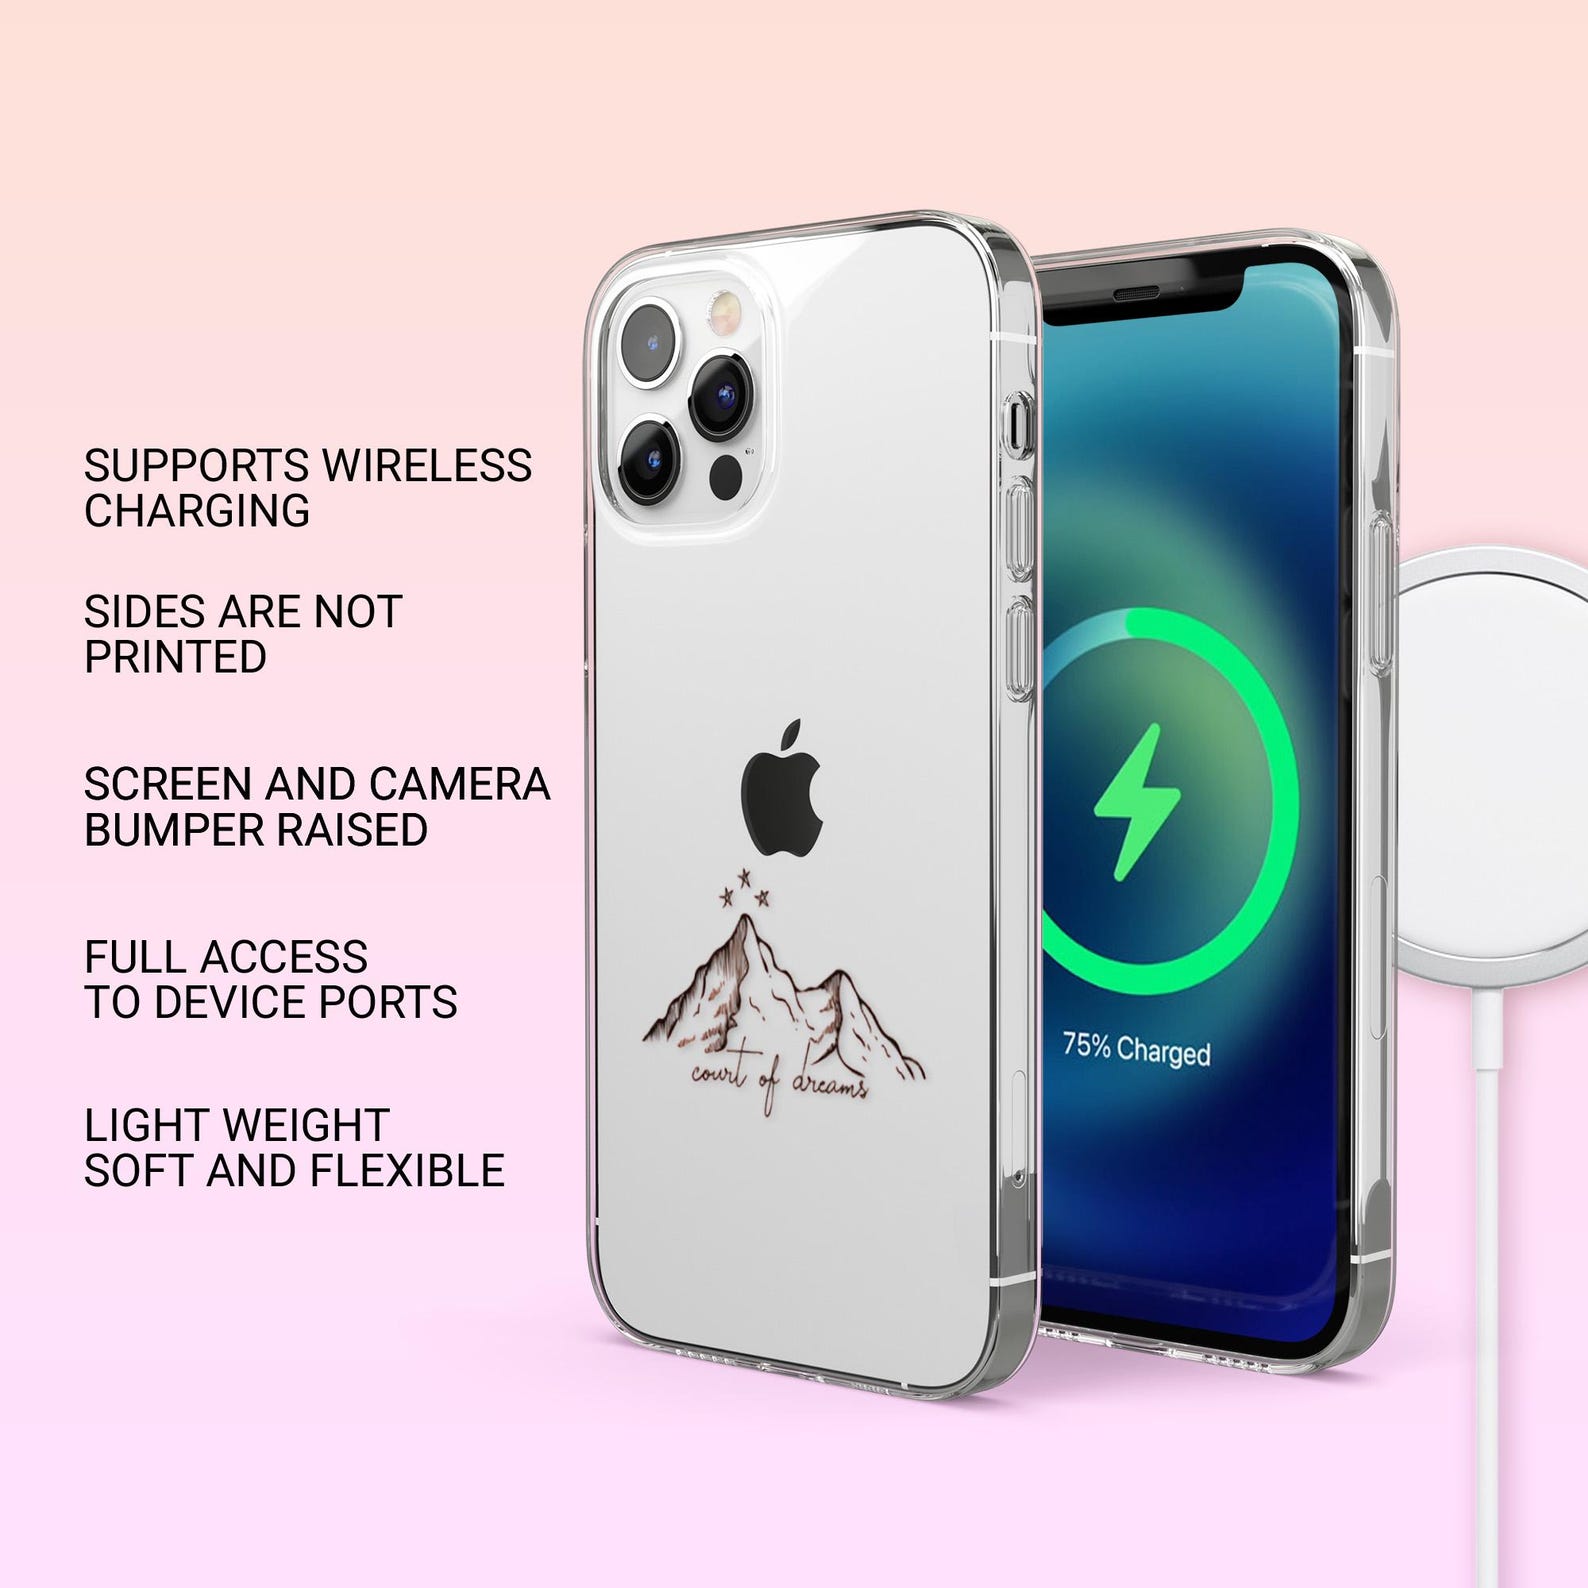 SUPPORTS WIRELESS
CHARGING
SIDES ARE NOT
PRINTED
SCREEN AND CAMERA
BUMPER RAISED
FULL ACCESS
TO DEVICE PORTS
LIGHT WEIGHT
SOFT AND FLEXIBLE
court of dreams
75% Charged